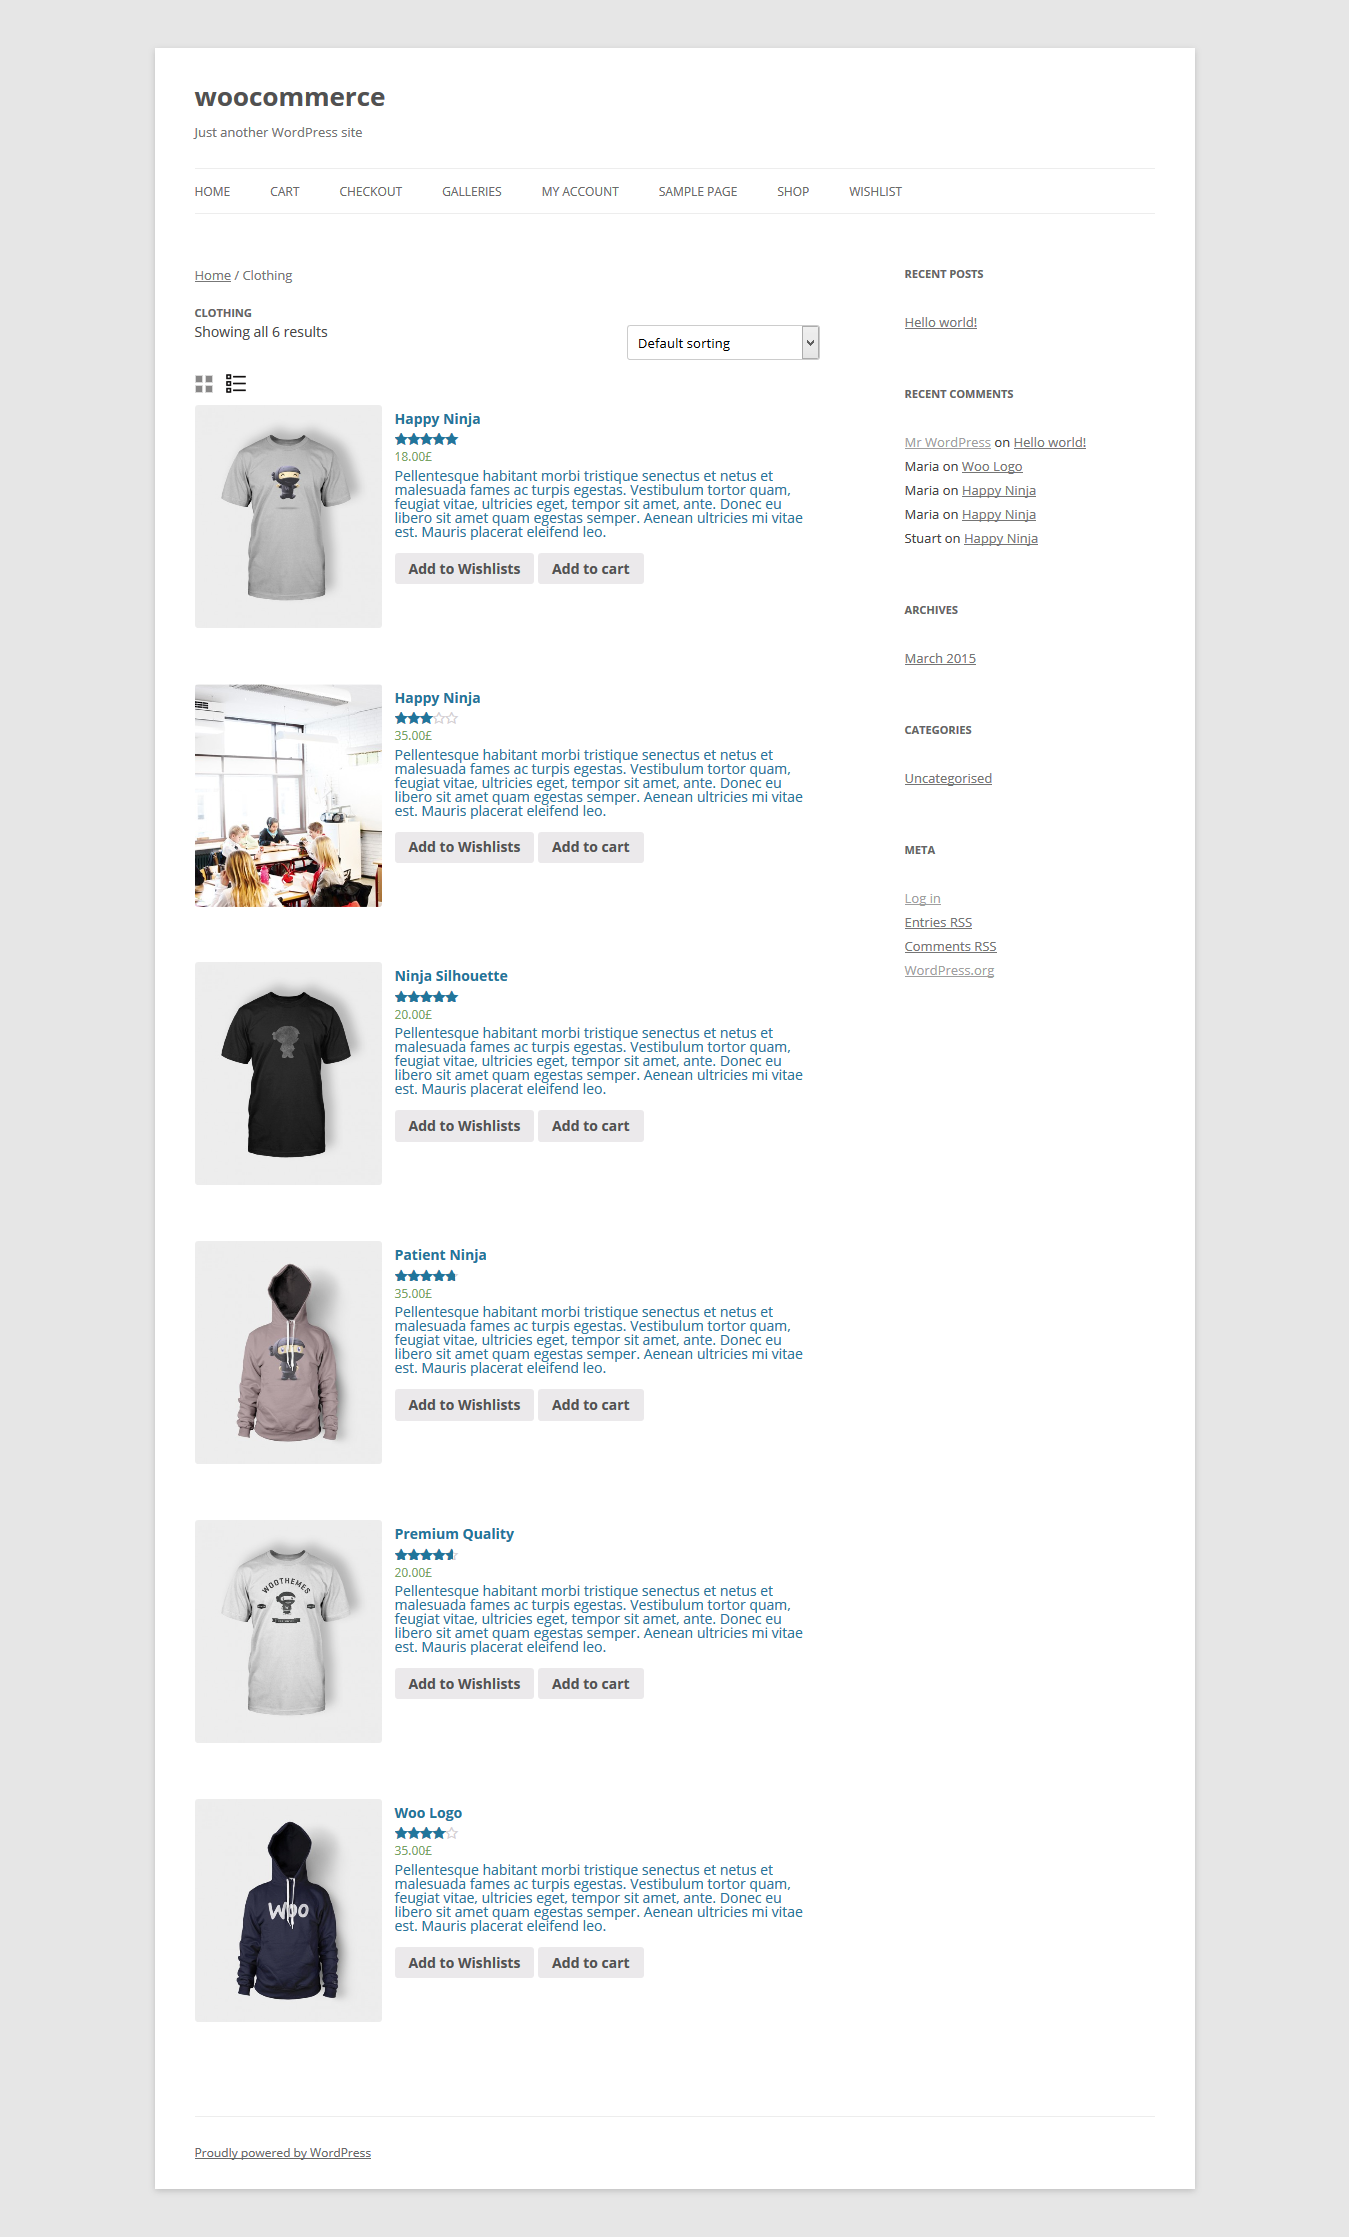 woocommerce
Just another WordPress site
HOME CART CHECKOUT GALLERIES MY ACCOUNT SAMPLE PAGE SHOP WISHLIST
Home / Clothing
CLOTHING
Showing all 6 results
Default sorting
Happy Ninja
18.00£
Pellentesque habitant morbi tristique senectus et netus et
malesuada fames ac turpis egestas. Vestibulum tortor quam,
feugiat vitae, ultricies eget, tempor sit amet, ante. Donec eu
libero sit amet quam egestas semper. Aenean ultricies mi vitae
est. Mauris placerat eleifend leo.
Add to Wishlists Add to cart
Happy Ninja
35.00£
Pellentesque habitant morbi tristique senectus et netus et
malesuada fames ac turpis egestas. Vestibulum tortor quam,
feugiat vitae, ultricies eget, tempor sit amet, ante. Donec eu
libero sit amet quam egestas semper. Aenean ultricies mi vitae
est. Mauris placerat eleifend leo.
Add to Wishlists Add to cart
Ninja Silhouette
20.00£
Pellentesque habitant morbi tristique senectus et netus et
malesuada fames ac turpis egestas. Vestibulum tortor quam,
feugiat vitae, ultricies eget, tempor sit amet, ante. Donec eu
libero sit amet quam egestas semper. Aenean ultricies mi vitae
est. Mauris placerat eleifend leo.
Add to Wishlists Add to cart
Patient Ninja
35.00£
Pellentesque habitant morbi tristique senectus et netus et
malesuada fames ac turpis egestas. Vestibulum tortor quam,
feugiat vitae, ultricies eget, tempor sit amet, ante. Donec eu
libero sit amet quam egestas semper. Aenean ultricies mi vitae
est. Mauris placerat eleifend leo.
Add to Wishlists Add to cart
WOOTHEMES
Premium Quality
20.00£
Pellentesque habitant morbi tristique senectus et netus et
malesuada fames ac turpis egestas. Vestibulum tortor quam,
feugiat vitae, ultricies eget, tempor sit amet, ante. Donec eu
libero sit amet quam egestas semper. Aenean ultricies mi vitae
est. Mauris placerat eleifend leo.
Add to Wishlists Add to cart
Woo
Woo Logo
35.00£
Pellentesque habitant morbi tristique senectus et netus et
malesuada fames ac turpis egestas. Vestibulum tortor quam,
feugiat vitae, ultricies eget, tempor sit amet, ante. Donec eu
libero sit amet quam egestas semper. Aenean ultricies mi vitae
est. Mauris placerat eleifend leo.
Add to Wishlists Add to cart
RECENT POSTS
Hello world!
RECENT COMMENTS
Mr WordPress on Hello world!
Maria on Woo Logo
Maria on Happy Ninja
Maria on Happy Ninja
Stuart on Happy Ninja
ARCHIVES
March 2015
CATEGORIES
Uncategorised
META
Log in
Entries RSS
Comments RSS
WordPress.org
Proudly powered by WordPress